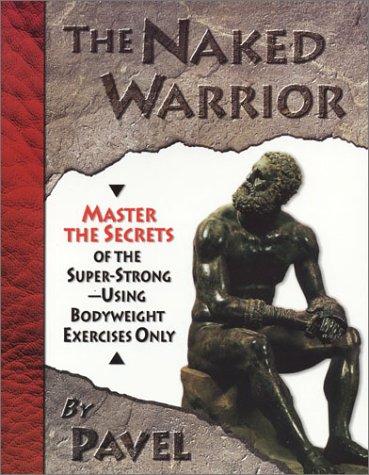 THE NAKED
WARRIOR
MASTER
THE SECRETS
OF THE
SUPER-STRONG
—USING
BODYWEIGHT
EXERCISES ONLY
BY
PAVEL